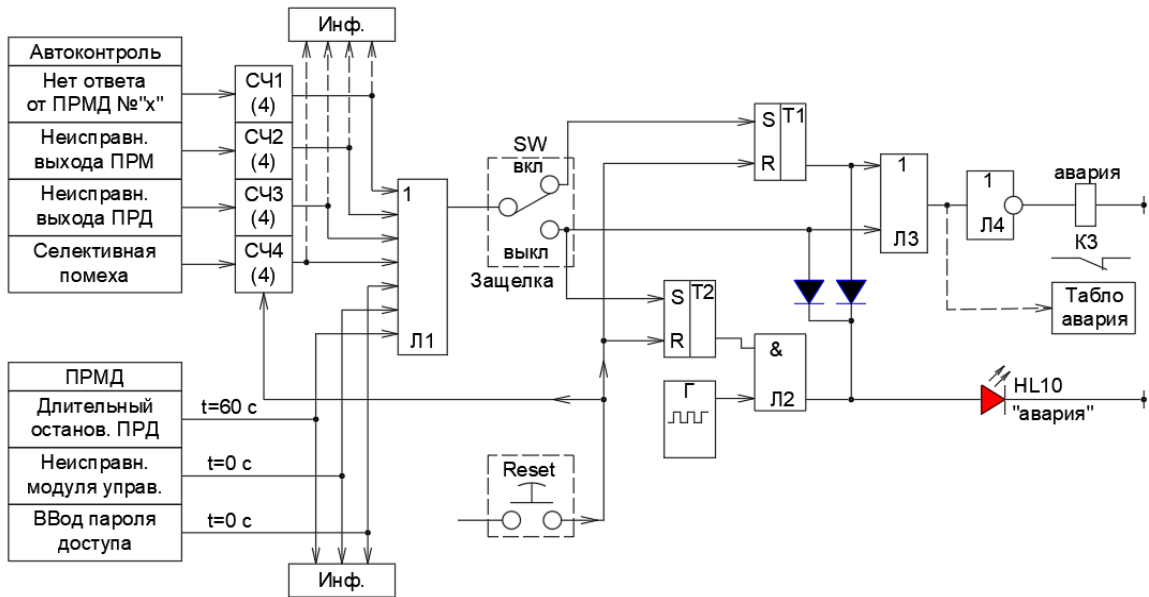 Инф.
Автоконтроль
Нет ответа
от ПРМД №"x"
Неисправн.
выхода ПРМ
Неисправн.
выхода ПРД
Селективная
помеха
СЧ1
(4)
СЧ2
(4)
СЧ3
(4)
СЧ4
(4)
1
Л1
SW
вкл
выкл
Защелка
S
T1
R
S
T2
R
1
Л3
1
Л4
авария
К3
Табло
авария
&
Л2
Г
HL10
"авария"
ПРМД
Длительный
останов. ПРД
Неисправн.
модуля управ.
ВВод пароля
доступа
t=60 c
t=0 c
t=0 c
Reset
Инф.